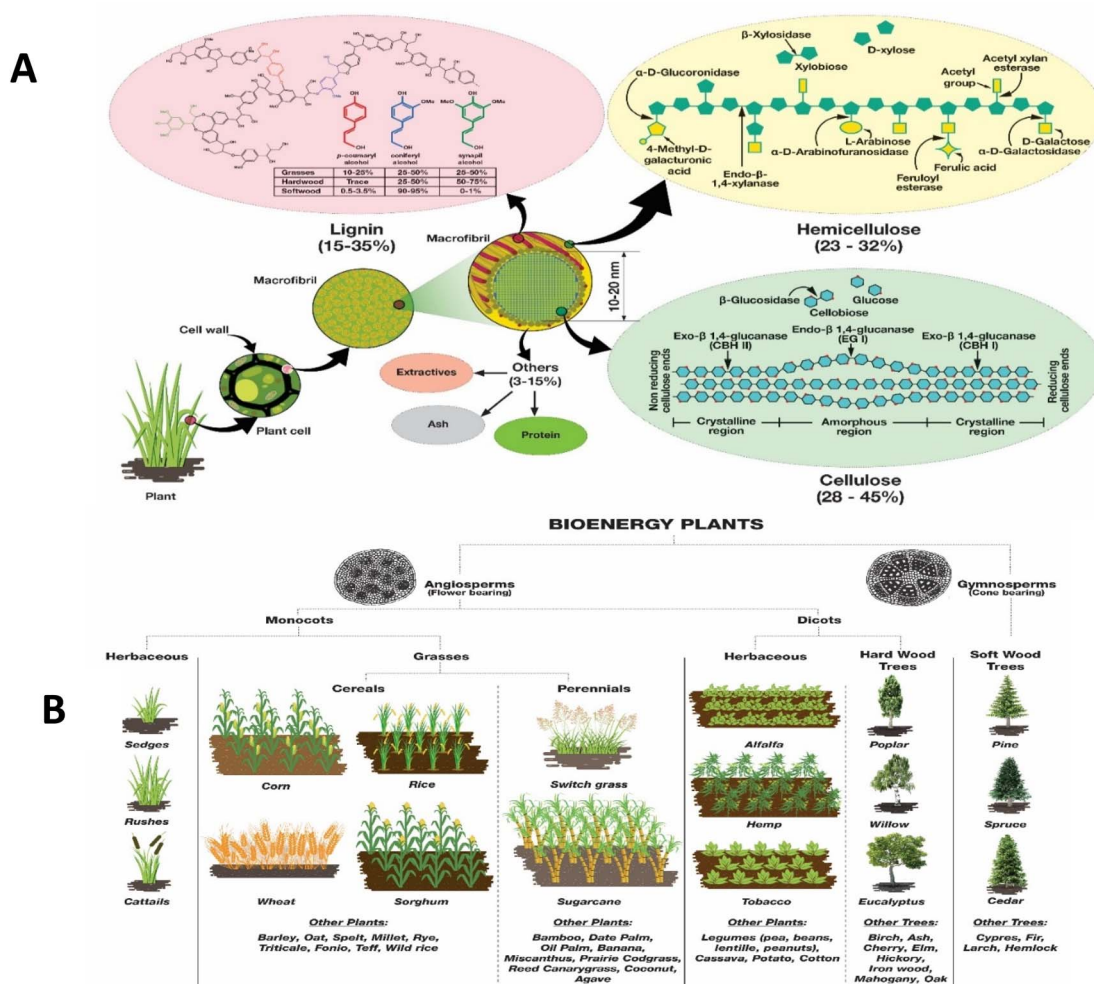 A
p-coumaryl
alcohol
coniferyl
alcohol
synapil
alcohol
Grasses 10-25% 25-50% 25-50%
Hardwood Trace 25-50% 50-75%
Softwood 0.5-3.5% 90-95% 0-1%
Lignin
(15-35%)
β-Xylosidase
D-xylose
Xylobiose
α-D-Glucoronidase
Acetyl
group
Acetyl xylan
esterase
4-Methyl-D-
galacturonic
acid
Endo-β-
1,4-xylanase
L-Arabinose
α-D-Arabinofuranosidase
Feruloyl
esterase
Ferulic acid
D-Galactose
α-D-Galactosidase
Hemicellulose
(23 - 32%)
Macrofibril
Macrofibril
10-20 nm
Cell wall
Plant cell
Plant
Others
(3-15%)
Extractives
Ash
Protein
β-Glucosidase
Glucose
Cellobiose
Exo-β 1,4-glucanase
(CBH II)
Endo-β 1,4-glucanase
(EG I)
Exo-β 1,4-glucanase
(CBH I)
Non reducing
cellulose ends
Reducing
cellulose ends
Crystalline
region
Amorphous
region
Crystalline
region
Cellulose
(28 - 45%)
B
BIOENERGY PLANTS
Angiosperms
(Flower bearing)
Gymnosperms
(Cone bearing)
Monocots
Dicots
Herbaceous
Grasses
Herbaceous
Hard Wood
Trees
Soft Wood
Trees
Cereals
Perennials
Sedges
Rushes
Cattails
Corn
Rice
Wheat
Sorghum
Other Plants:
Barley, Oat, Spelt, Millet, Rye,
Triticale, Fonio, Teff, Wild rice
Switch grass
Sugarcane
Other Plants:
Bamboo, Date Palm,
Oil Palm, Banana,
Miscanthus, Prairie Codgrass,
Reed Canarygrass, Coconut,
Agave
Alfalfa
Hemp
Tobacco
Other Plants:
Legumes (pea, beans,
lentille, peanuts),
Cassava, Potato, Cotton
Poplar
Willow
Eucalyptus
Other Trees:
Birch, Ash,
Cherry, Elm,
Hickory,
Iron wood,
Mahogany, Oak
Pine
Spruce
Cedar
Other Trees:
Cypres, Fir,
Larch, Hemlock